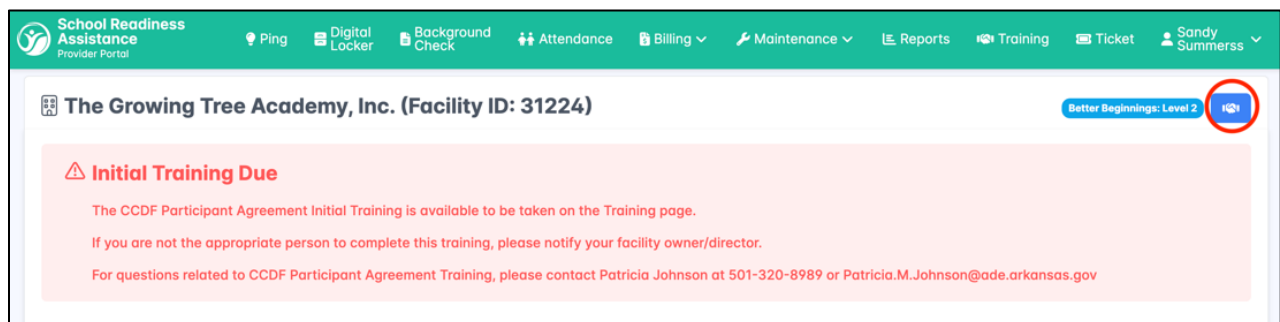 School Readiness
Assistance
Provider Portal
Ping
Digital
Locker
Background
Check
Attendance
Billing
Maintenance
Reports
Training
Ticket
Sandy
Summerss
The Growing Tree Academy, Inc. (Facility ID: 31224)
Better Beginnings: Level 2
Initial Training Due
The CCDF Participant Agreement Initial Training is available to be taken on the Training page.
If you are not the appropriate person to complete this training, please notify your facility owner/director.
For questions related to CCDF Participant Agreement Training, please contact Patricia Johnson at 501-320-8989 or Patricia.M.Johnson@ade.arkansas.gov